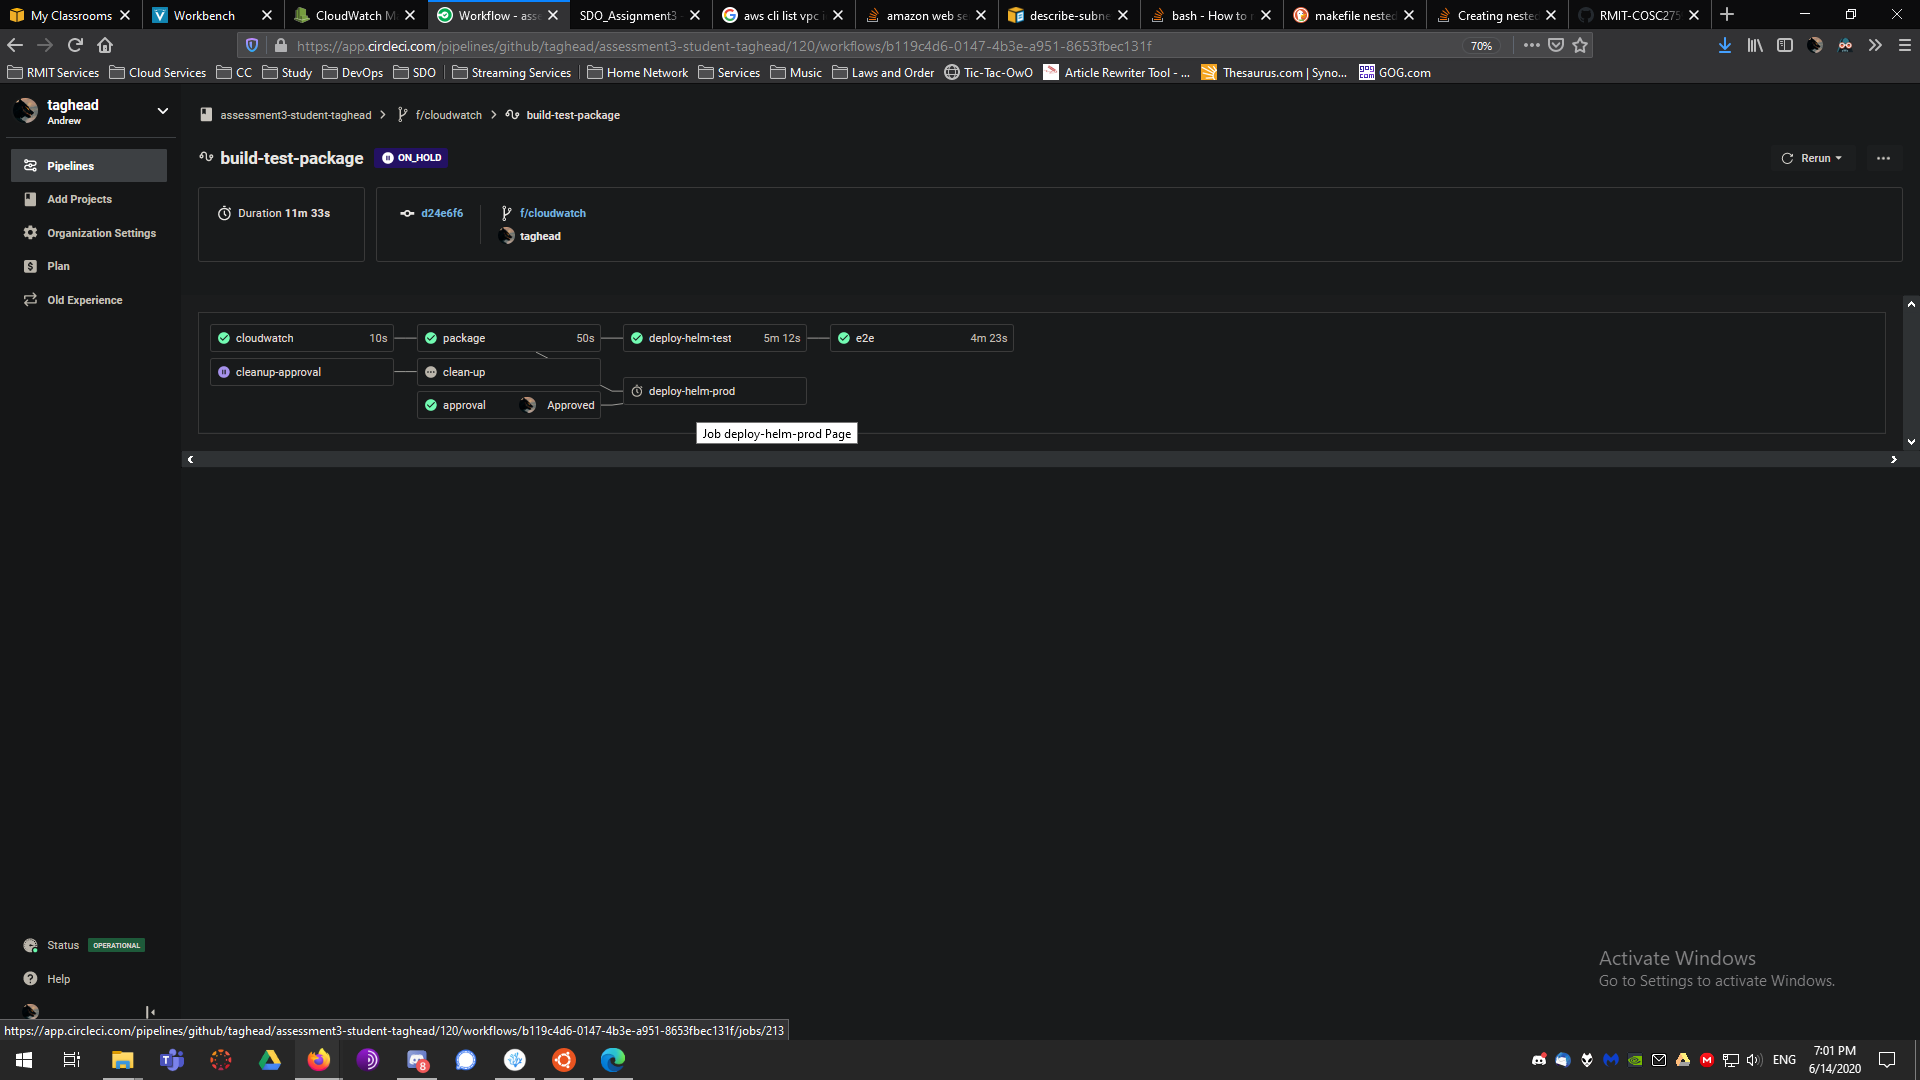 My Classrooms
Workbench
CloudWatch M
Workflow - ass
SDO_Assignment3 -
aws cli list vpc i
amazon web se
describe-subne
bash - How to r
makefile nested
Creating nested
RMIT-COSC275
https://app.circleci.com/pipelines/github/taghead/assessment3-student-taghead/120/workflows/b119c4d6-0147-4b3e-a951-8653fbec131f
70%
RMIT Services
Cloud Services
CC
Study
DevOps
SDO
Streaming Services
Home Network
Services
Music
Laws and Order
Tic-Tac-OwO
Article Rewriter Tool - ...
Thesaurus.com | Syno...
GOG.com
taghead
Andrew
assessment3-student-taghead
f/cloudwatch
build-test-package
Pipelines
Add Projects
Organization Settings
Plan
Old Experience
build-test-package
ON_HOLD
Rerun
Duration 11m 33s
d24e6f6
f/cloudwatch
taghead
cloudwatch 10s
package 50s
deploy-helm-test 5m 12s
e2e 4m 23s
cleanup-approval
clean-up
deploy-helm-prod
approval Approved
Job deploy-helm-prod Page
Status OPERATIONAL
Help
Activate Windows
Go to Settings to activate Windows.
https://app.circleci.com/pipelines/github/taghead/assessment3-student-taghead/120/workflows/b119c4d6-0147-4b3e-a951-8653fbec131f/jobs/213
8
ENG
7:01 PM
6/14/2020